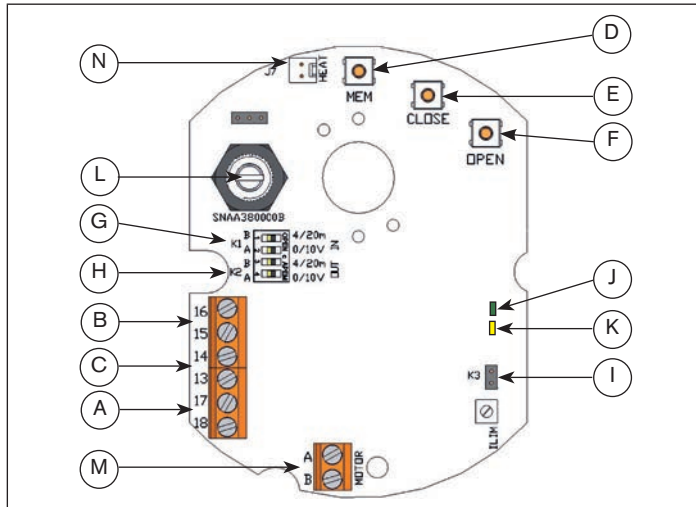 N
D
J7
HEAT
MEM
E
CLOSE
F
OPEN
L
SNAA380000B
G
K1
B
4/20m
A
0/10V
IN
H
K2
B
4/20m
A
0/10V
OUT
J
K
B
16
15
C
14
13
A
17
18
K3
I
ILIM
M
A
B
MOTOR